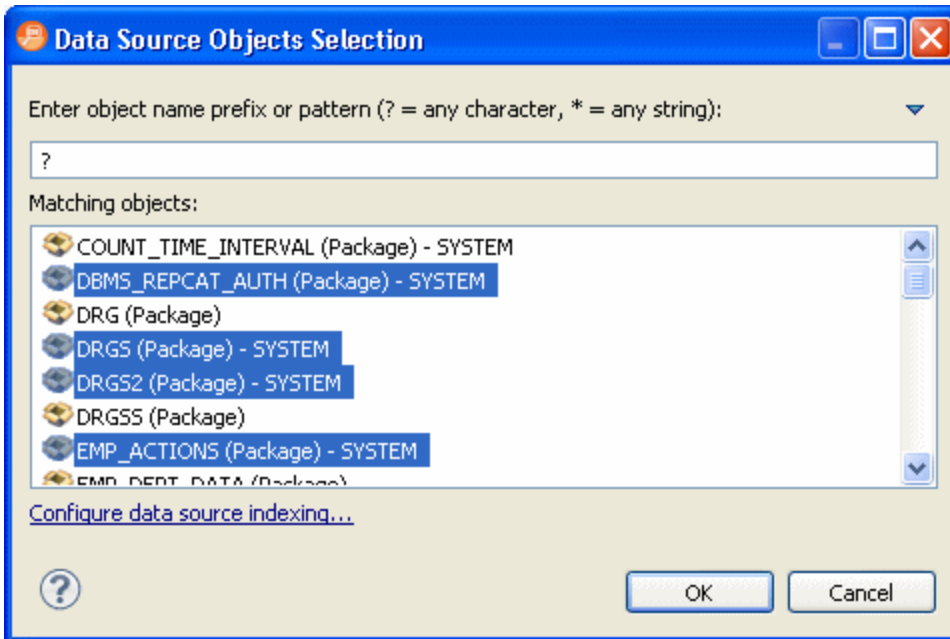 Data Source Objects Selection
Enter object name prefix or pattern (? = any character, * = any string):
?
Matching objects:
COUNT_TIME_INTERVAL (Package) - SYSTEM
DBMS_REPCAT_AUTH (Package) - SYSTEM
DRG (Package)
DRGS (Package) - SYSTEM
DRGS2 (Package) - SYSTEM
DRGSS (Package)
EMP_ACTIONS (Package) - SYSTEM
EMP_DEPT_DATA (Package)
Configure data source indexing...
?
OK
Cancel